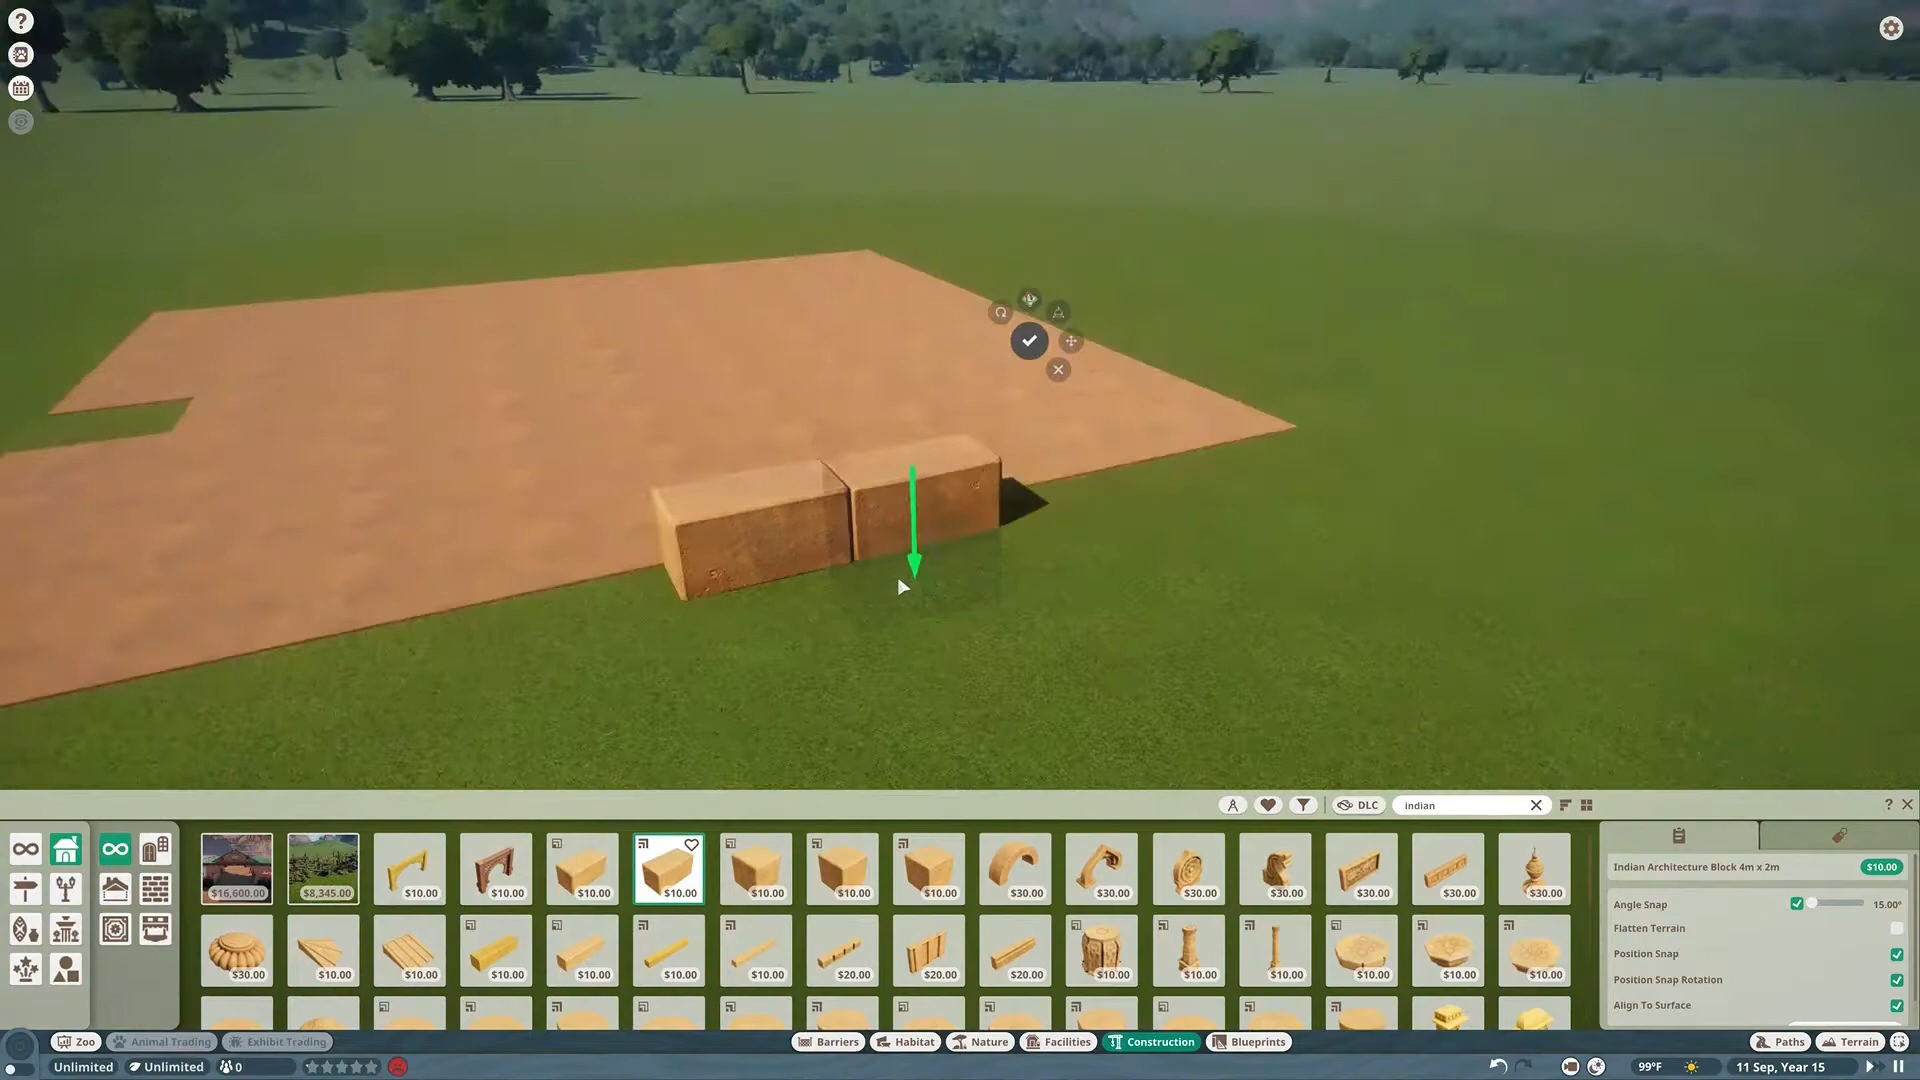 DLC
indian
$16,600.00
$8,345.00
$10.00
$10.00
$10.00
$10.00
$10.00
$10.00
$10.00
$30.00
$30.00
$30.00
$30.00
$30.00
$30.00
$30.00
$30.00
$10.00
$10.00
$10.00
$10.00
$10.00
$10.00
$20.00
$20.00
$20.00
$10.00
$10.00
$10.00
$10.00
$10.00
$10.00
Indian Architecture Block 4m x 2m
$10.00
Angle Snap
15.00°
Flatten Terrain
Position Snap
Position Snap Rotation
Align To Surface
Zoo
Animal Trading
Exhibit Trading
Barriers
Habitat
Nature
Facilities
Construction
Blueprints
Paths
Terrain
Unlimited
Unlimited
0
99°F
11 Sep, Year 15